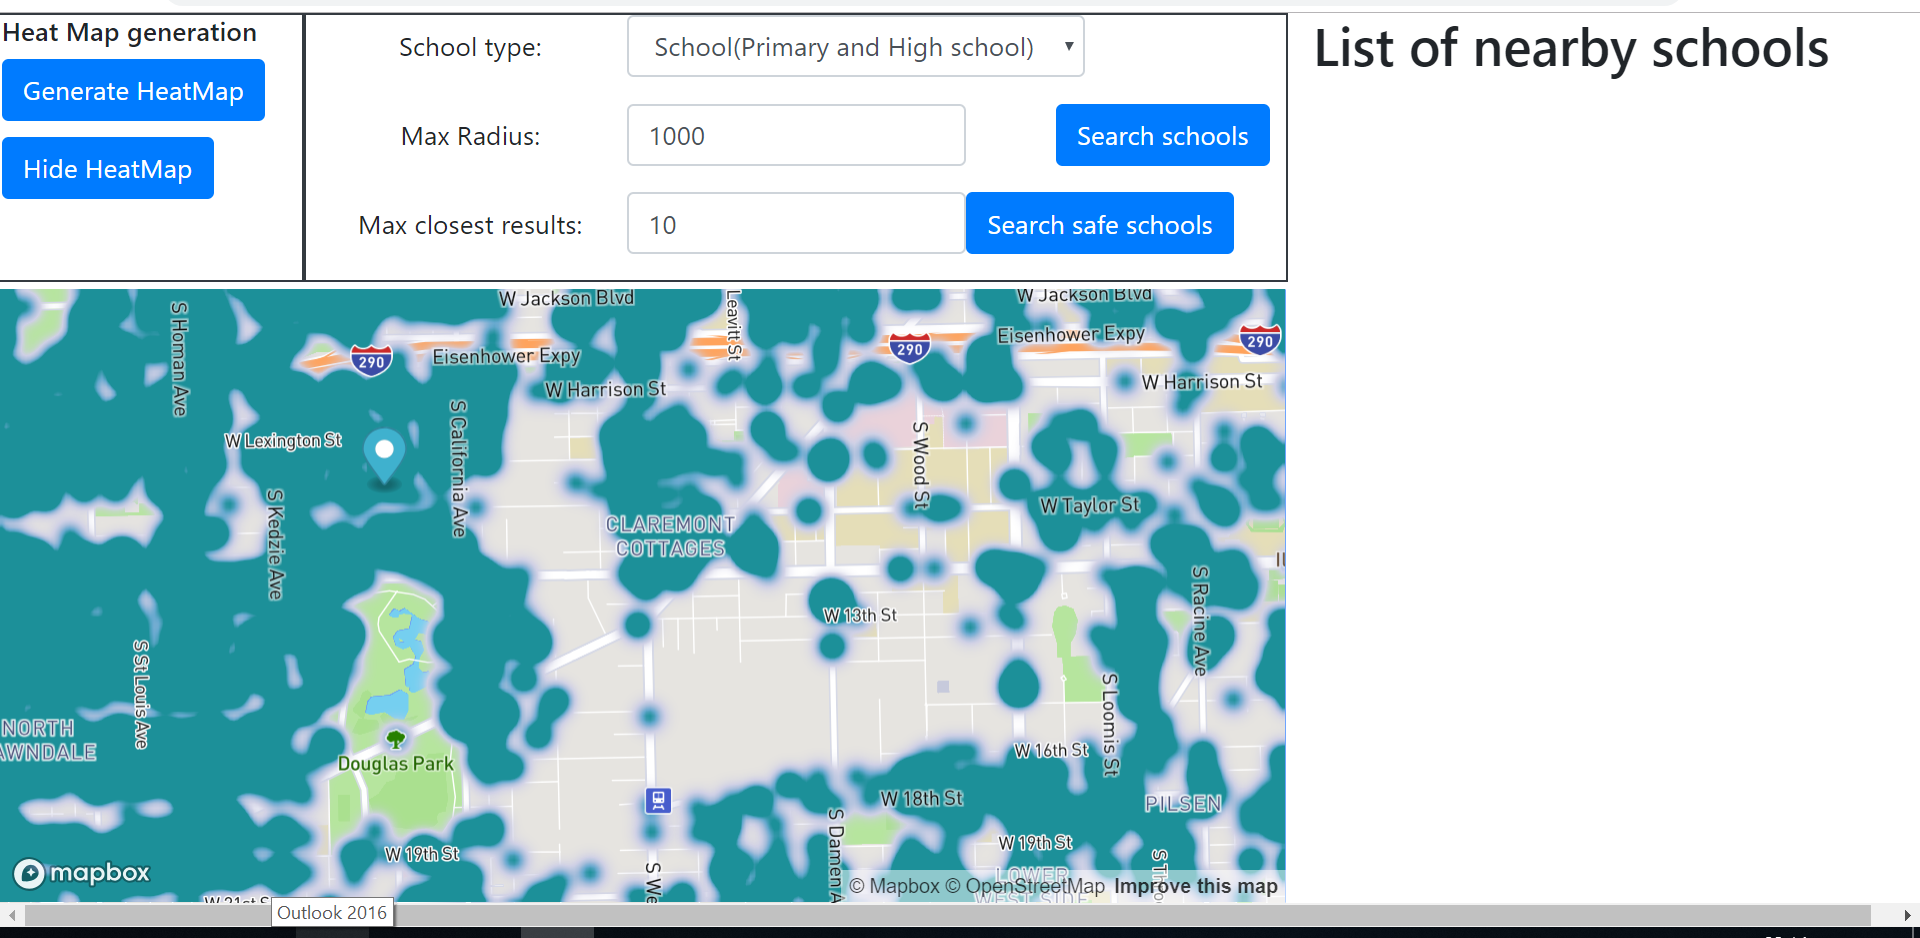 Heat Map generation
Generate HeatMap
Hide HeatMap
School type:
School(Primary and High school)
Max Radius:
1000
Search schools
Max closest results:
10
Search safe schools
List of nearby schools
W Jackson Blvd
Leavitt St
W Jackson Blvd
S Homan Ave
290
Eisenhower Expy
290
Eisenhower Expy
290
W Harrison St
W Harrison St
W Lexington St
S California Ave
S Wood St
S Kedzie Ave
W Taylor St
CLAREMONT
COTTAGES
S Racine Ave
W 13th St
S St Louis Ave
S Loomis St
NORTH
AWNDALE
W 16th St
Douglas Park
W 18th St
PILSEN
S Damen A
W 19th St
W 19th St
S We
mapbox
LOWER
WEST SIDE
© Mapbox © OpenStreetMap Improve this map
Outlook 2016